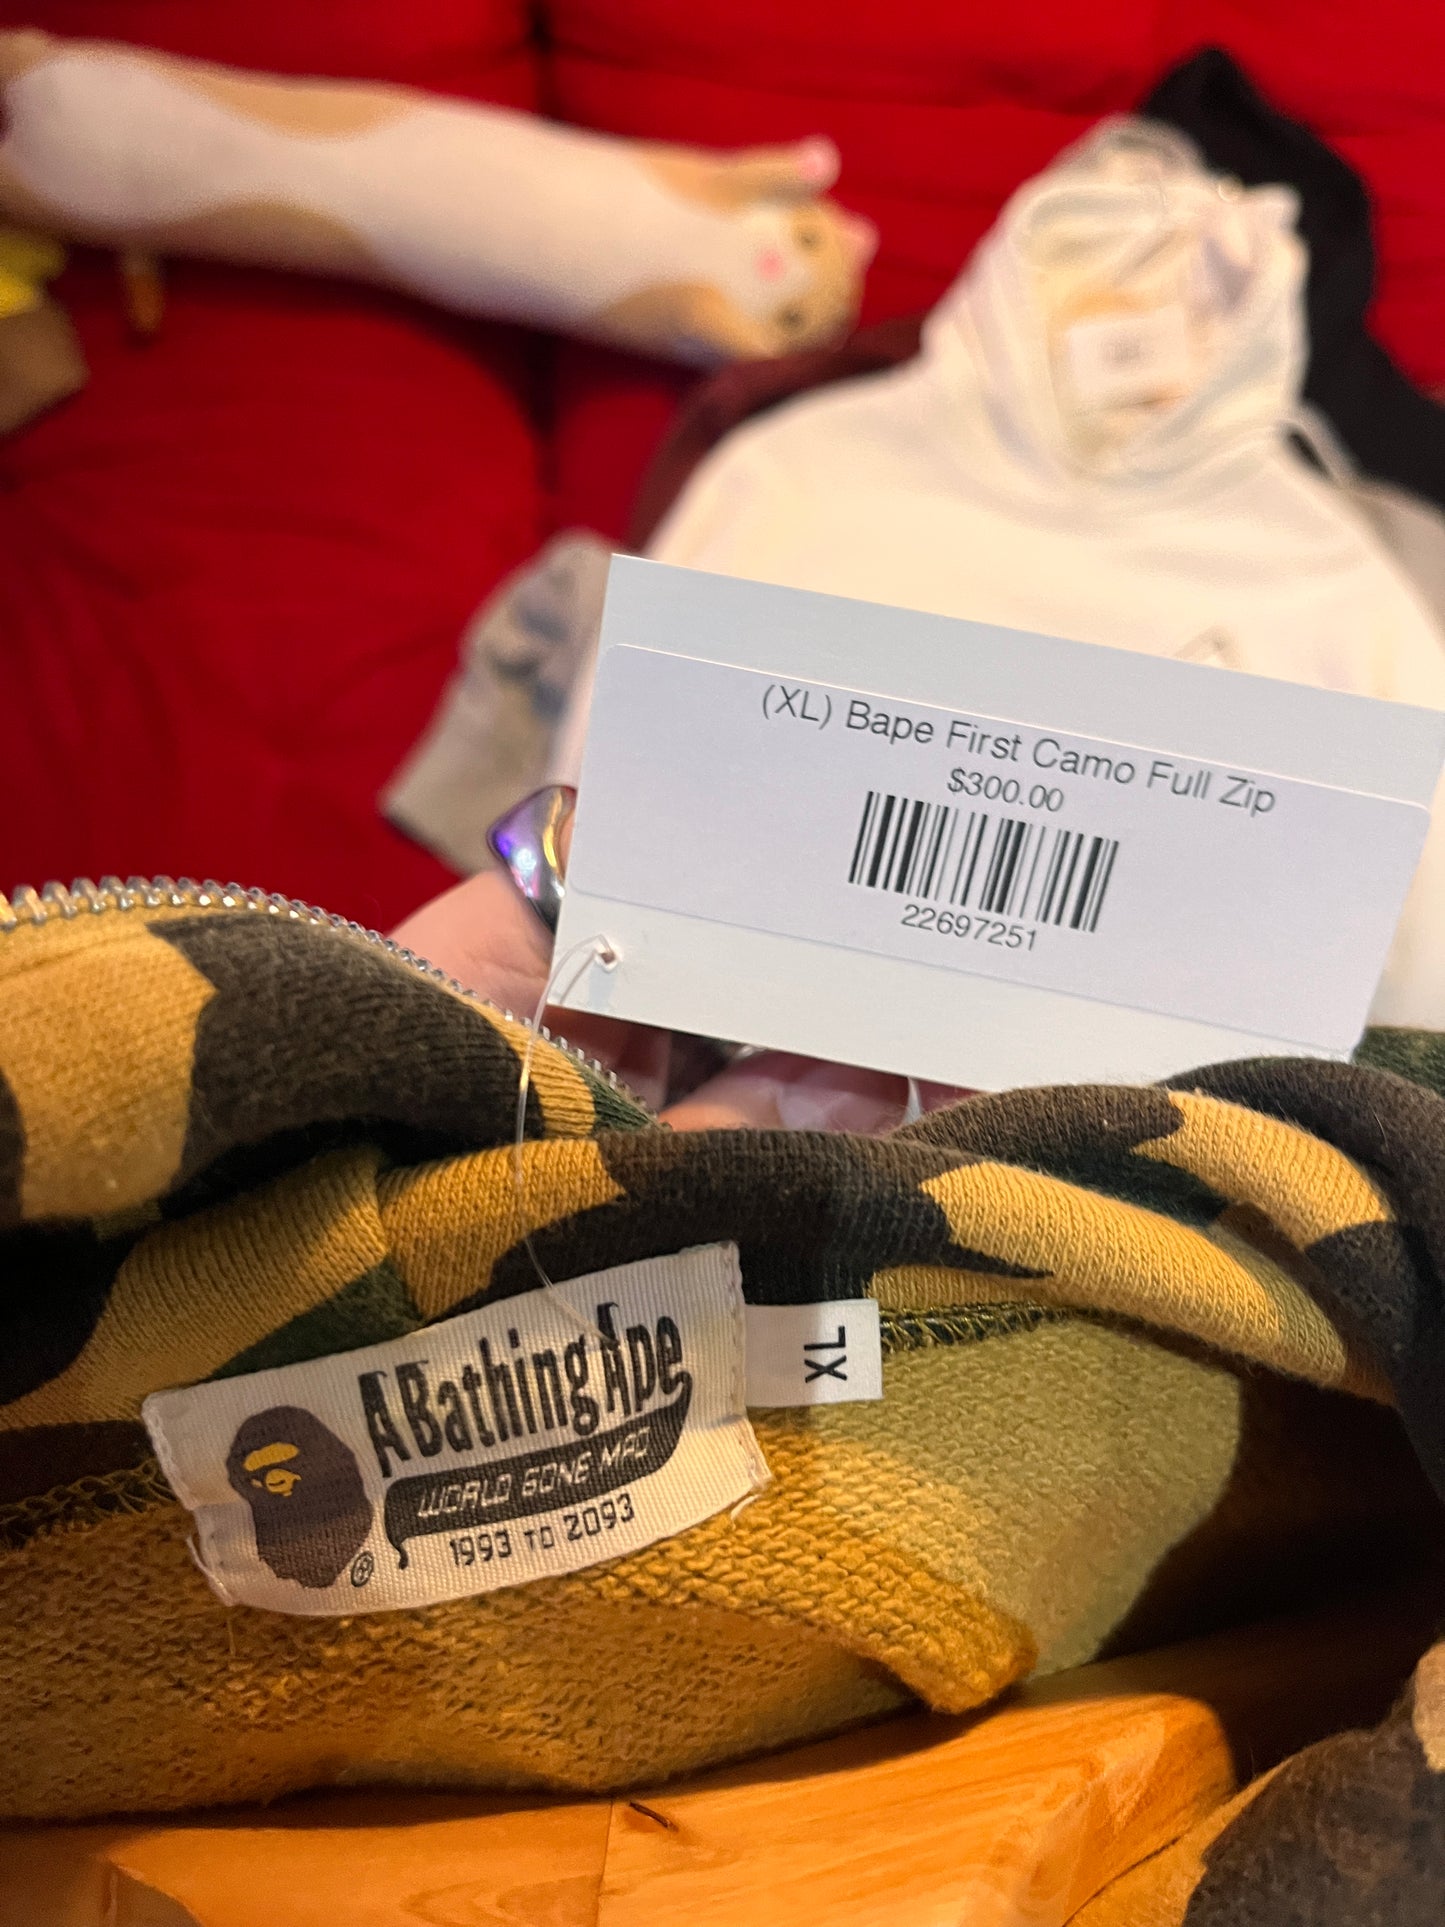 (XL) Bape First Camo Full Zip
$300.00
22697251
A Bathing Ape
WORLD GONE MAD
1993 TO 2093
®
XL